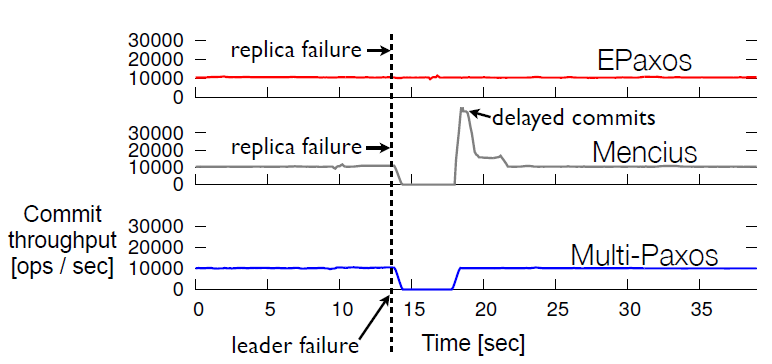 30000
20000
10000
0
replica failure
EPaxos
30000
20000
10000
0
replica failure
delayed commits
Mencius
Commit
throughput
[ops / sec]
30000
20000
10000
0
Multi-Paxos
0
5
10
15
20
25
30
35
leader failure
Time [sec]